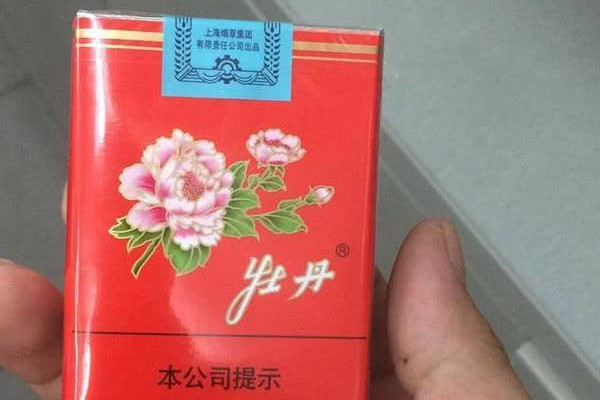 上海烟草集团
有限责任公司出品
牡丹®
本公司提示